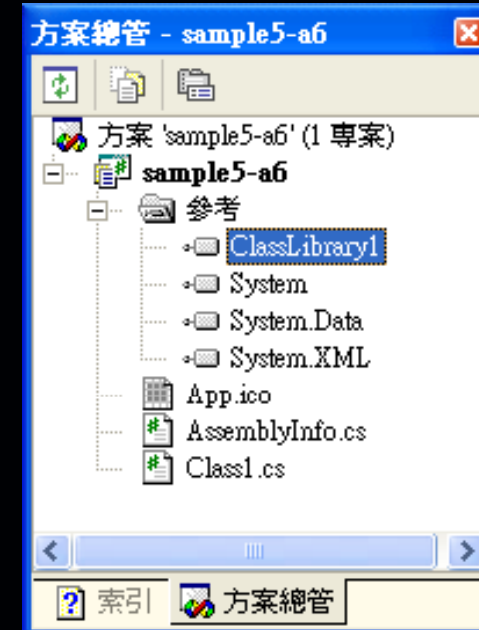 方案總管 - sample5-a6
方案 'sample5-a6' (1 專案)
sample5-a6
參考
ClassLibrary1
System
System.Data
System.XML
App.ico
AssemblyInfo.cs
Class1.cs
索引 方案總管